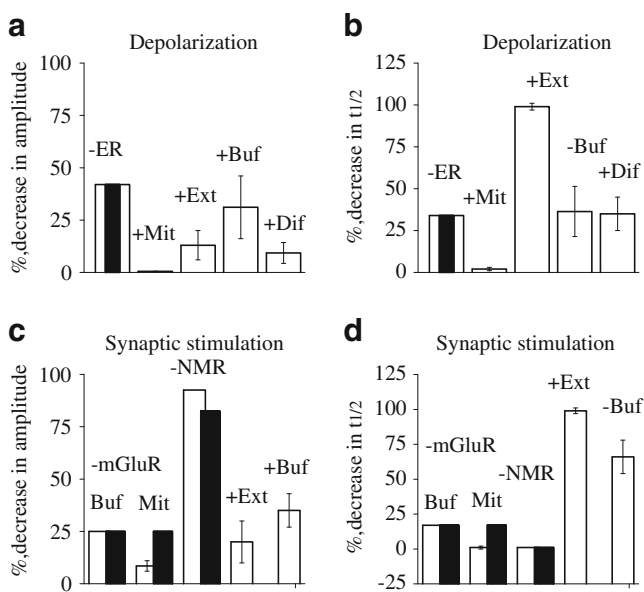 a
Depolarization
%,decrease in amplitude
100
75
50
25
0
-ER
+Mit
+Ext
+Buf
+Dif
b
Depolarization
%,decrease in t1/2
125
100
75
50
25
0
-ER
+Mit
+Ext
-Buf
+Dif
c
Synaptic stimulation
%,decrease in amplitude
100
75
50
25
0
-NMR
-mGluR
Buf
Mit
+Ext
+Buf
d
Synaptic stimulation
%,decrease in t1/2
125
100
75
50
25
0
-25
+Ext
-Buf
-mGluR
-NMR
Buf
Mit